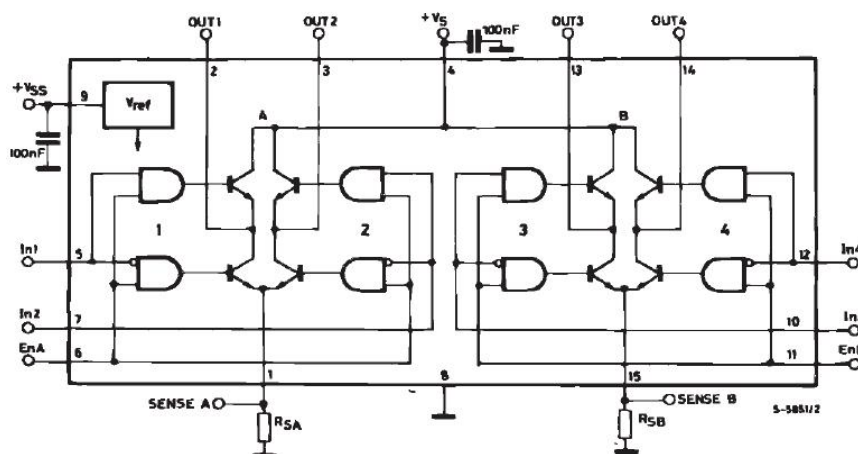 OUT1
OUT2
+Vs
100nF
OUT3
OUT4
2
3
4
13
14
+VSS
9
Vref
100nF
A
B
1
2
3
4
In1
5
12
In4
In2
7
10
EnA
6
11
1
8
15
SENSE A
RSA
SENSE B
RSB
S-5851/2